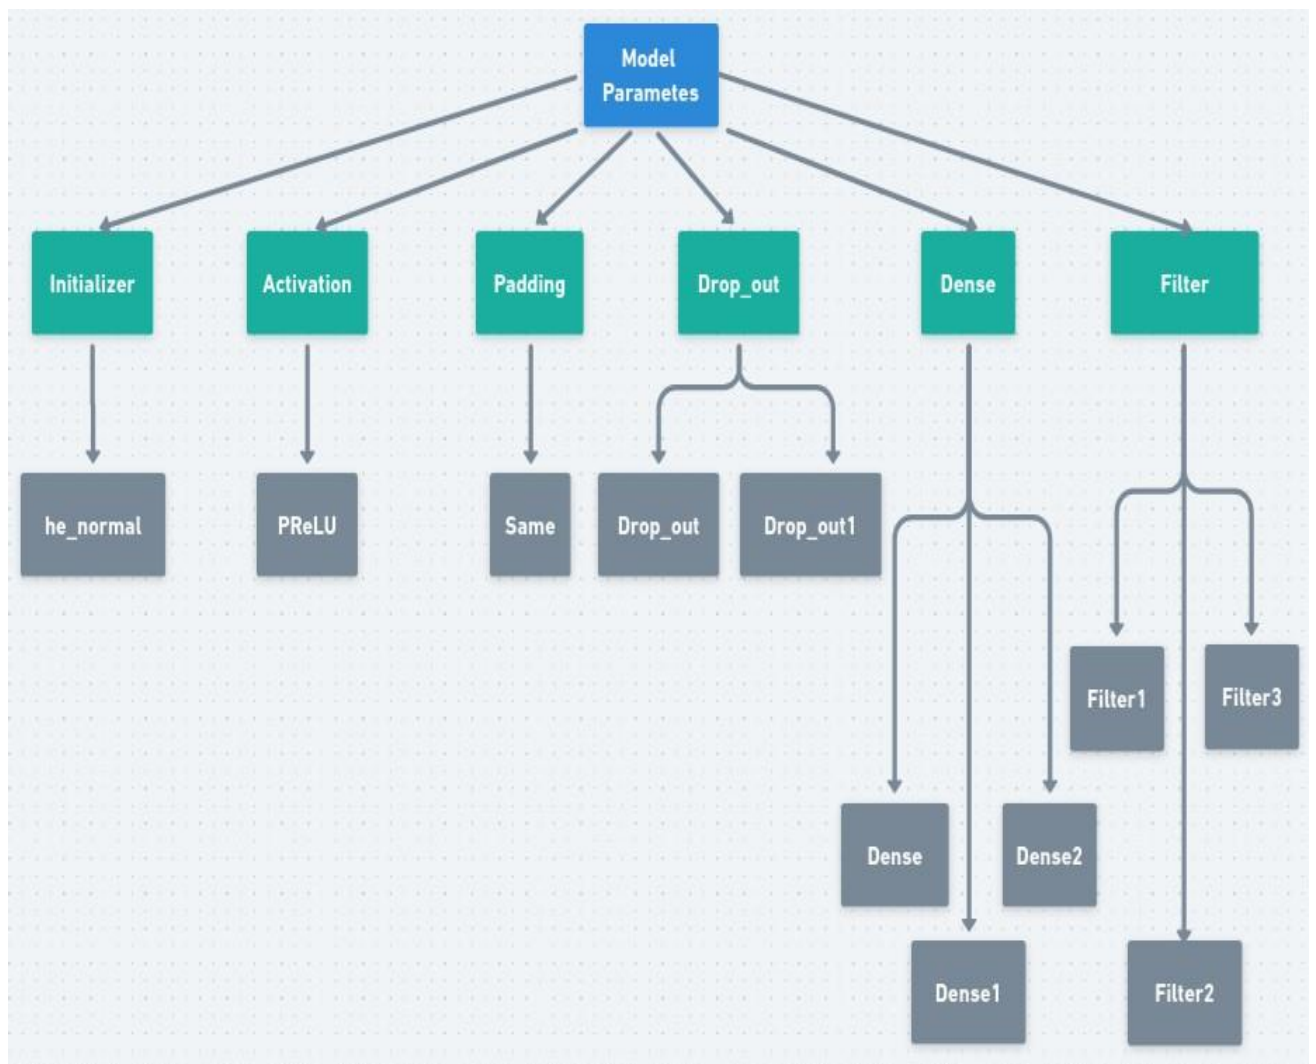 Model
Parametes
Initializer
Activation
Padding
Drop_out
Dense
Filter
he_normal
PReLU
Same
Drop_out
Drop_out1
Filter1
Filter3
Dense
Dense2
Dense1
Filter2